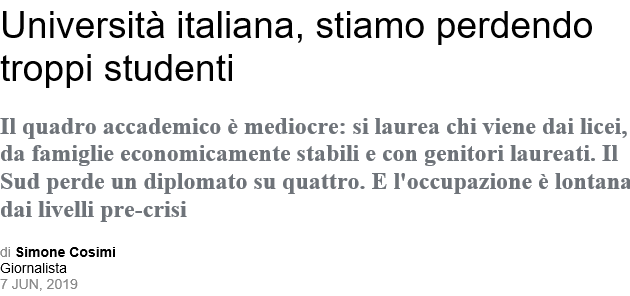 Università italiana, stiamo perdendo
troppi studenti
Il quadro accademico è mediocre: si laurea chi viene dai licei,
da famiglie economicamente stabili e con genitori laureati. Il
Sud perde un diplomato su quattro. E l'occupazione è lontana
dai livelli pre-crisi
di Simone Cosimi
Giornalista
7 JUN, 2019